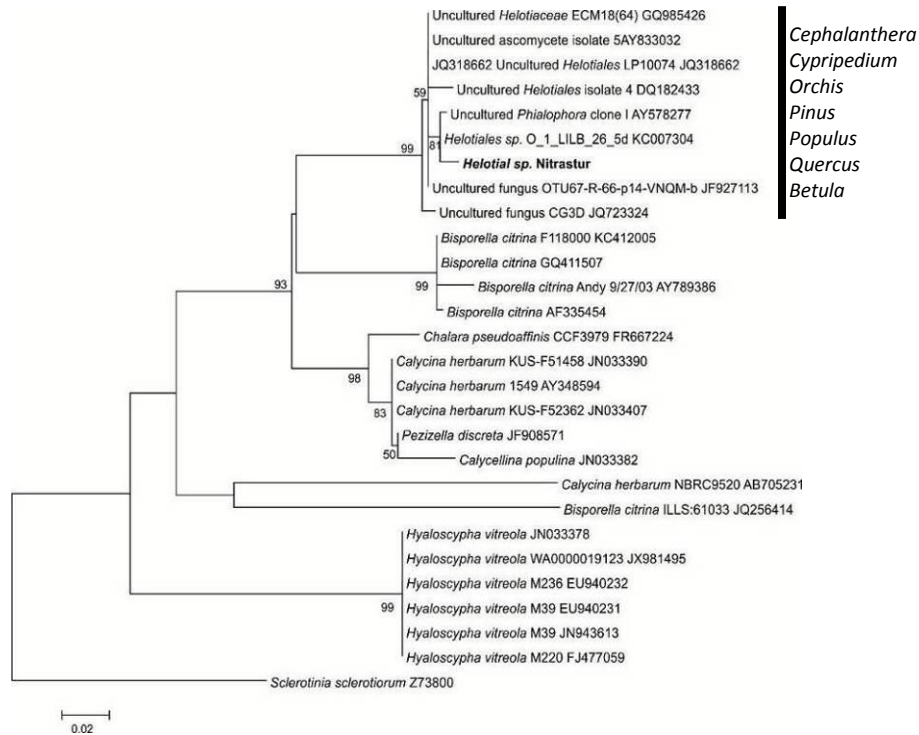 Uncultured Helotiaceae ECM18(64) GQ985426
Uncultured ascomycete isolate 5AY833032
JQ318662 Uncultured Helotiales LP10074 JQ318662
Uncultured Helotiales isolate 4 DQ182433
59
Uncultured Phialophora clone I AY578277
Helotiales sp. O_1_LILB_26_5d KC007304
81
99
Helotial sp. Nitrastur
Uncultured fungus OTU67-R-66-p14-VNQM-b JF927113
Uncultured fungus CG3D JQ723324
Cephalanthera
Cypripedium
Orchis
Pinus
Populus
Quercus
Betula
Bisporella citrina F118000 KC412005
Bisporella citrina GQ411507
93
99
Bisporella citrina Andy 9/27/03 AY789386
Bisporella citrina AF335454
Chalara pseudoaffinis CCF3979 FR667224
Calycina herbarum KUS-F51458 JN033390
98
Calycina herbarum 1549 AY348594
83
Calycina herbarum KUS-F52362 JN033407
Pezizella discreta JF908571
50
Calycellina populina JN033382
Calycina herbarum NBRC9520 AB705231
Bisporella citrina ILLS:61033 JQ256414
Hyaloscypha vitreola JN033378
Hyaloscypha vitreola WA0000019123 JX981495
Hyaloscypha vitreola M236 EU940232
99
Hyaloscypha vitreola M39 EU940231
Hyaloscypha vitreola M39 JN943613
Hyaloscypha vitreola M220 FJ477059
Sclerotinia sclerotiorum Z73800
0.02